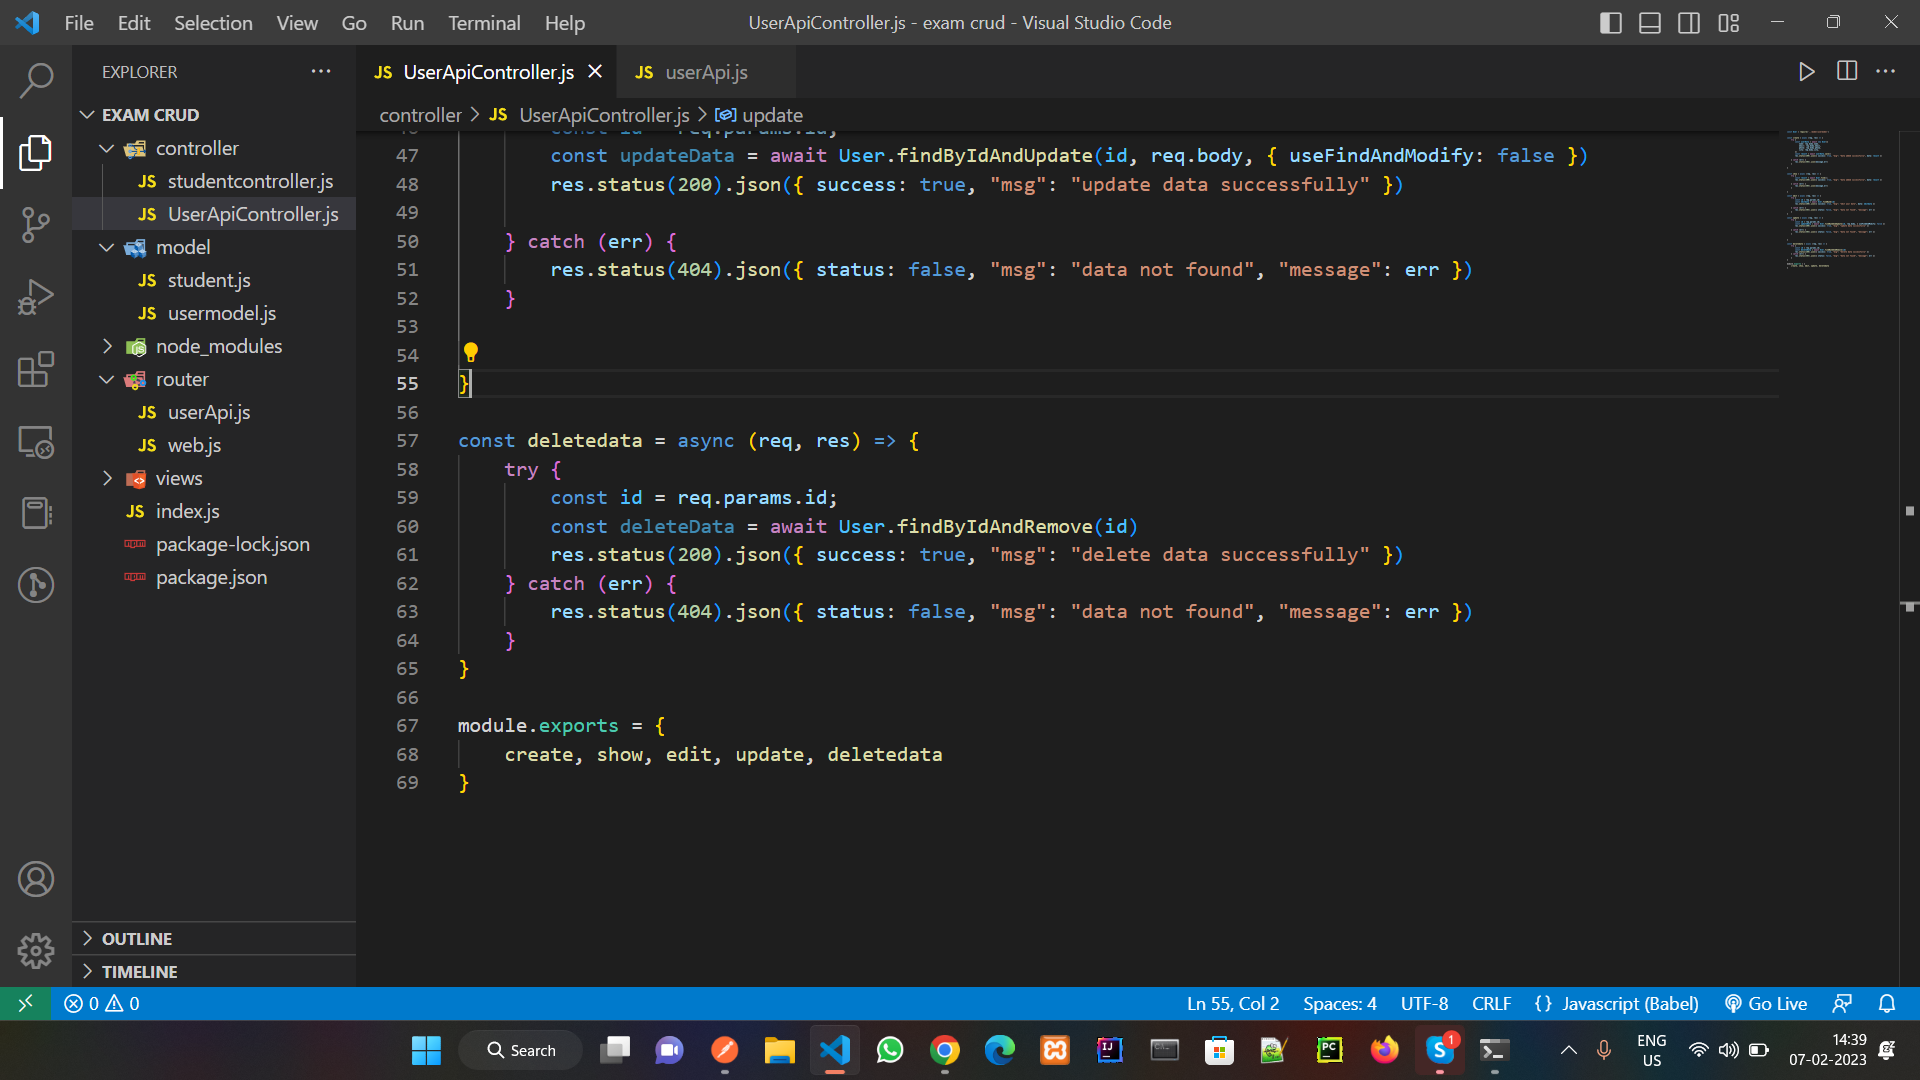 File Edit Selection View Go Run Terminal Help
UserApiController.js - exam crud - Visual Studio Code
EXPLORER
JS UserApiController.js
JS userApi.js
controller > JS UserApiController.js > update
EXAM CRUD
controller
JS studentcontroller.js
JS UserApiController.js
model
JS student.js
JS usermodel.js
node_modules
router
JS userApi.js
JS web.js
views
JS index.js
package-lock.json
package.json
OUTLINE
TIMELINE
46 const id = req.params.id;
47 const updateData = await User.findByIdAndUpdate(id, req.body, { useFindAndModify: false })
48 res.status(200).json({ success: true, "msg": "update data successfully" })
49
50 } catch (err) {
51 res.status(404).json({ status: false, "msg": "data not found", "message": err })
52 }
53
54
55 }
56
57 const deletedata = async (req, res) => {
58 try {
59 const id = req.params.id;
60 const deleteData = await User.findByIdAndRemove(id)
61 res.status(200).json({ success: true, "msg": "delete data successfully" })
62 } catch (err) {
63 res.status(404).json({ status: false, "msg": "data not found", "message": err })
64 }
65 }
66
67 module.exports = {
68 create, show, edit, update, deletedata
69 }
0 0
Ln 55, Col 2 Spaces: 4 UTF-8 CRLF {} Javascript (Babel) Go Live
Search
PC
1
ENG
US
14:39
07-02-2023